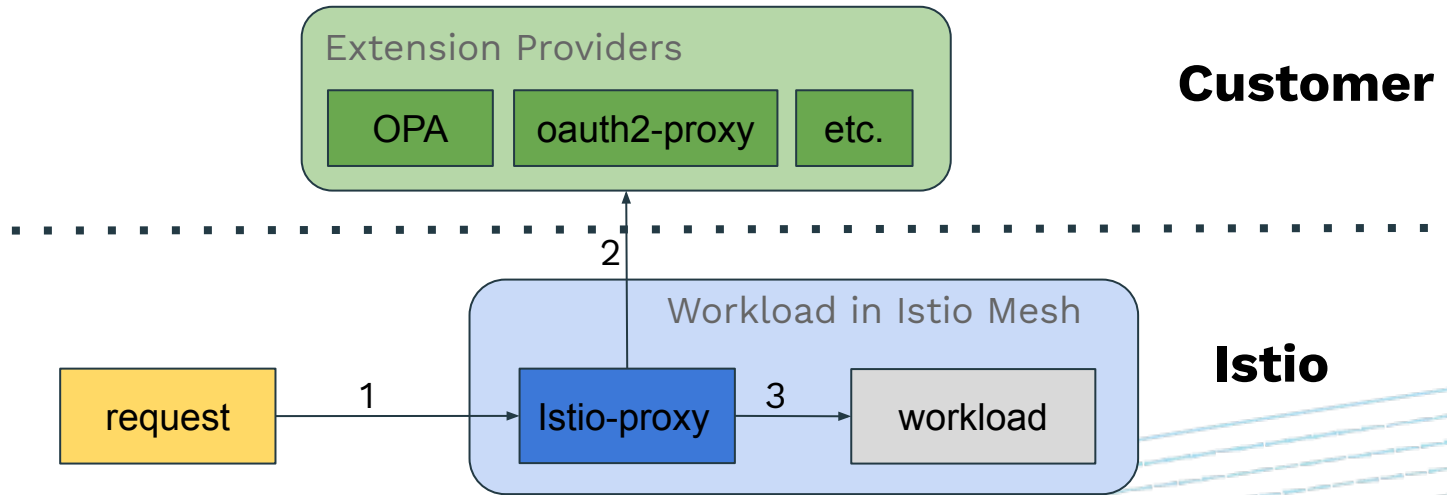 Extension Providers
Customer
OPA
oauth2-proxy
etc.
2
Workload in Istio Mesh
Istio
request
1
Istio-proxy
3
workload